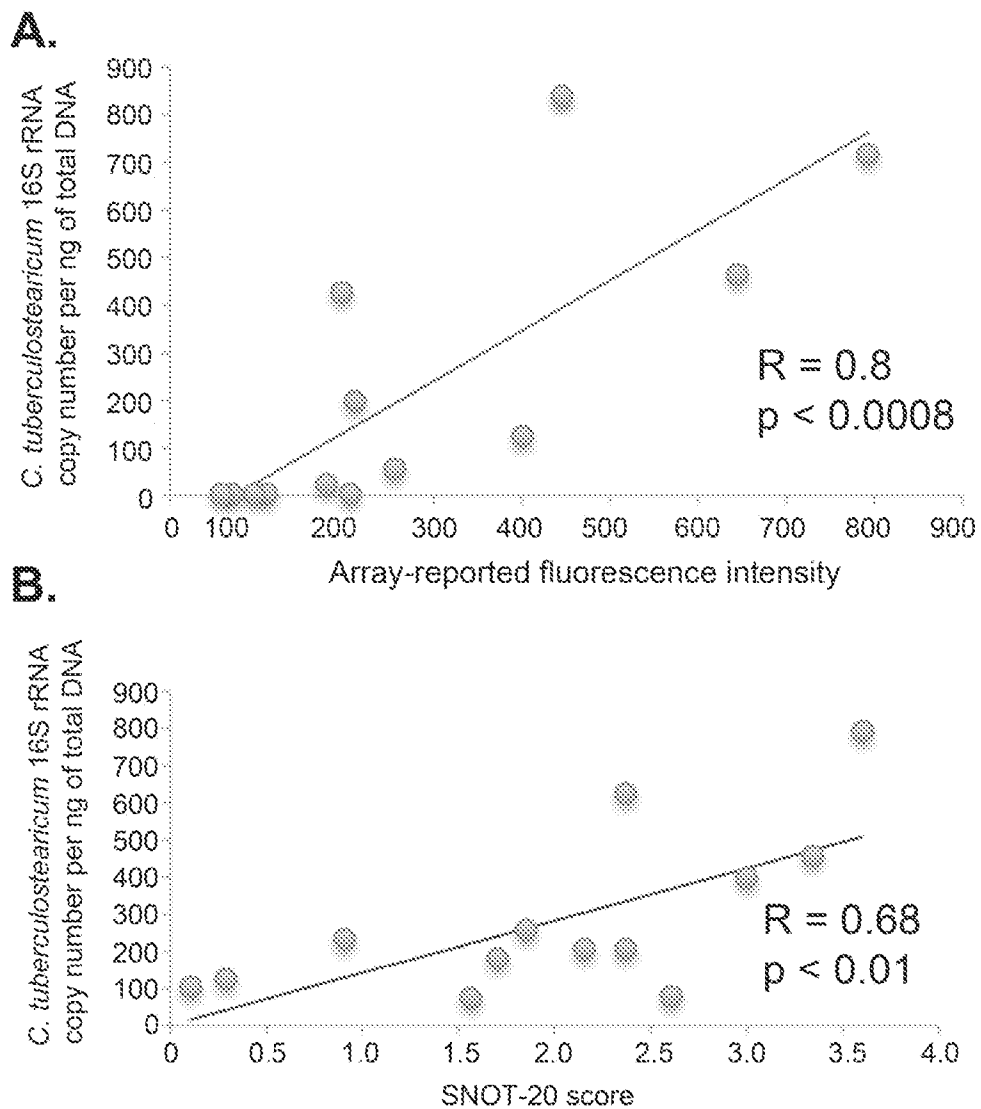 A.
C. tuberculostearicum 16S rRNA
copy number per ng of total DNA
900
800
700
600
500
400
300
200
100
0
0 100 200 300 400 500 600 700 800 900
R = 0.8
p < 0.0008
Array-reported fluorescence intensity
B.
C. tuberculostearicum 16S rRNA
copy number per ng of total DNA
900
800
700
600
500
400
300
200
100
0
0 0.5 1.0 1.5 2.0 2.5 3.0 3.5 4.0
R = 0.68
p < 0.01
SNOT-20 score